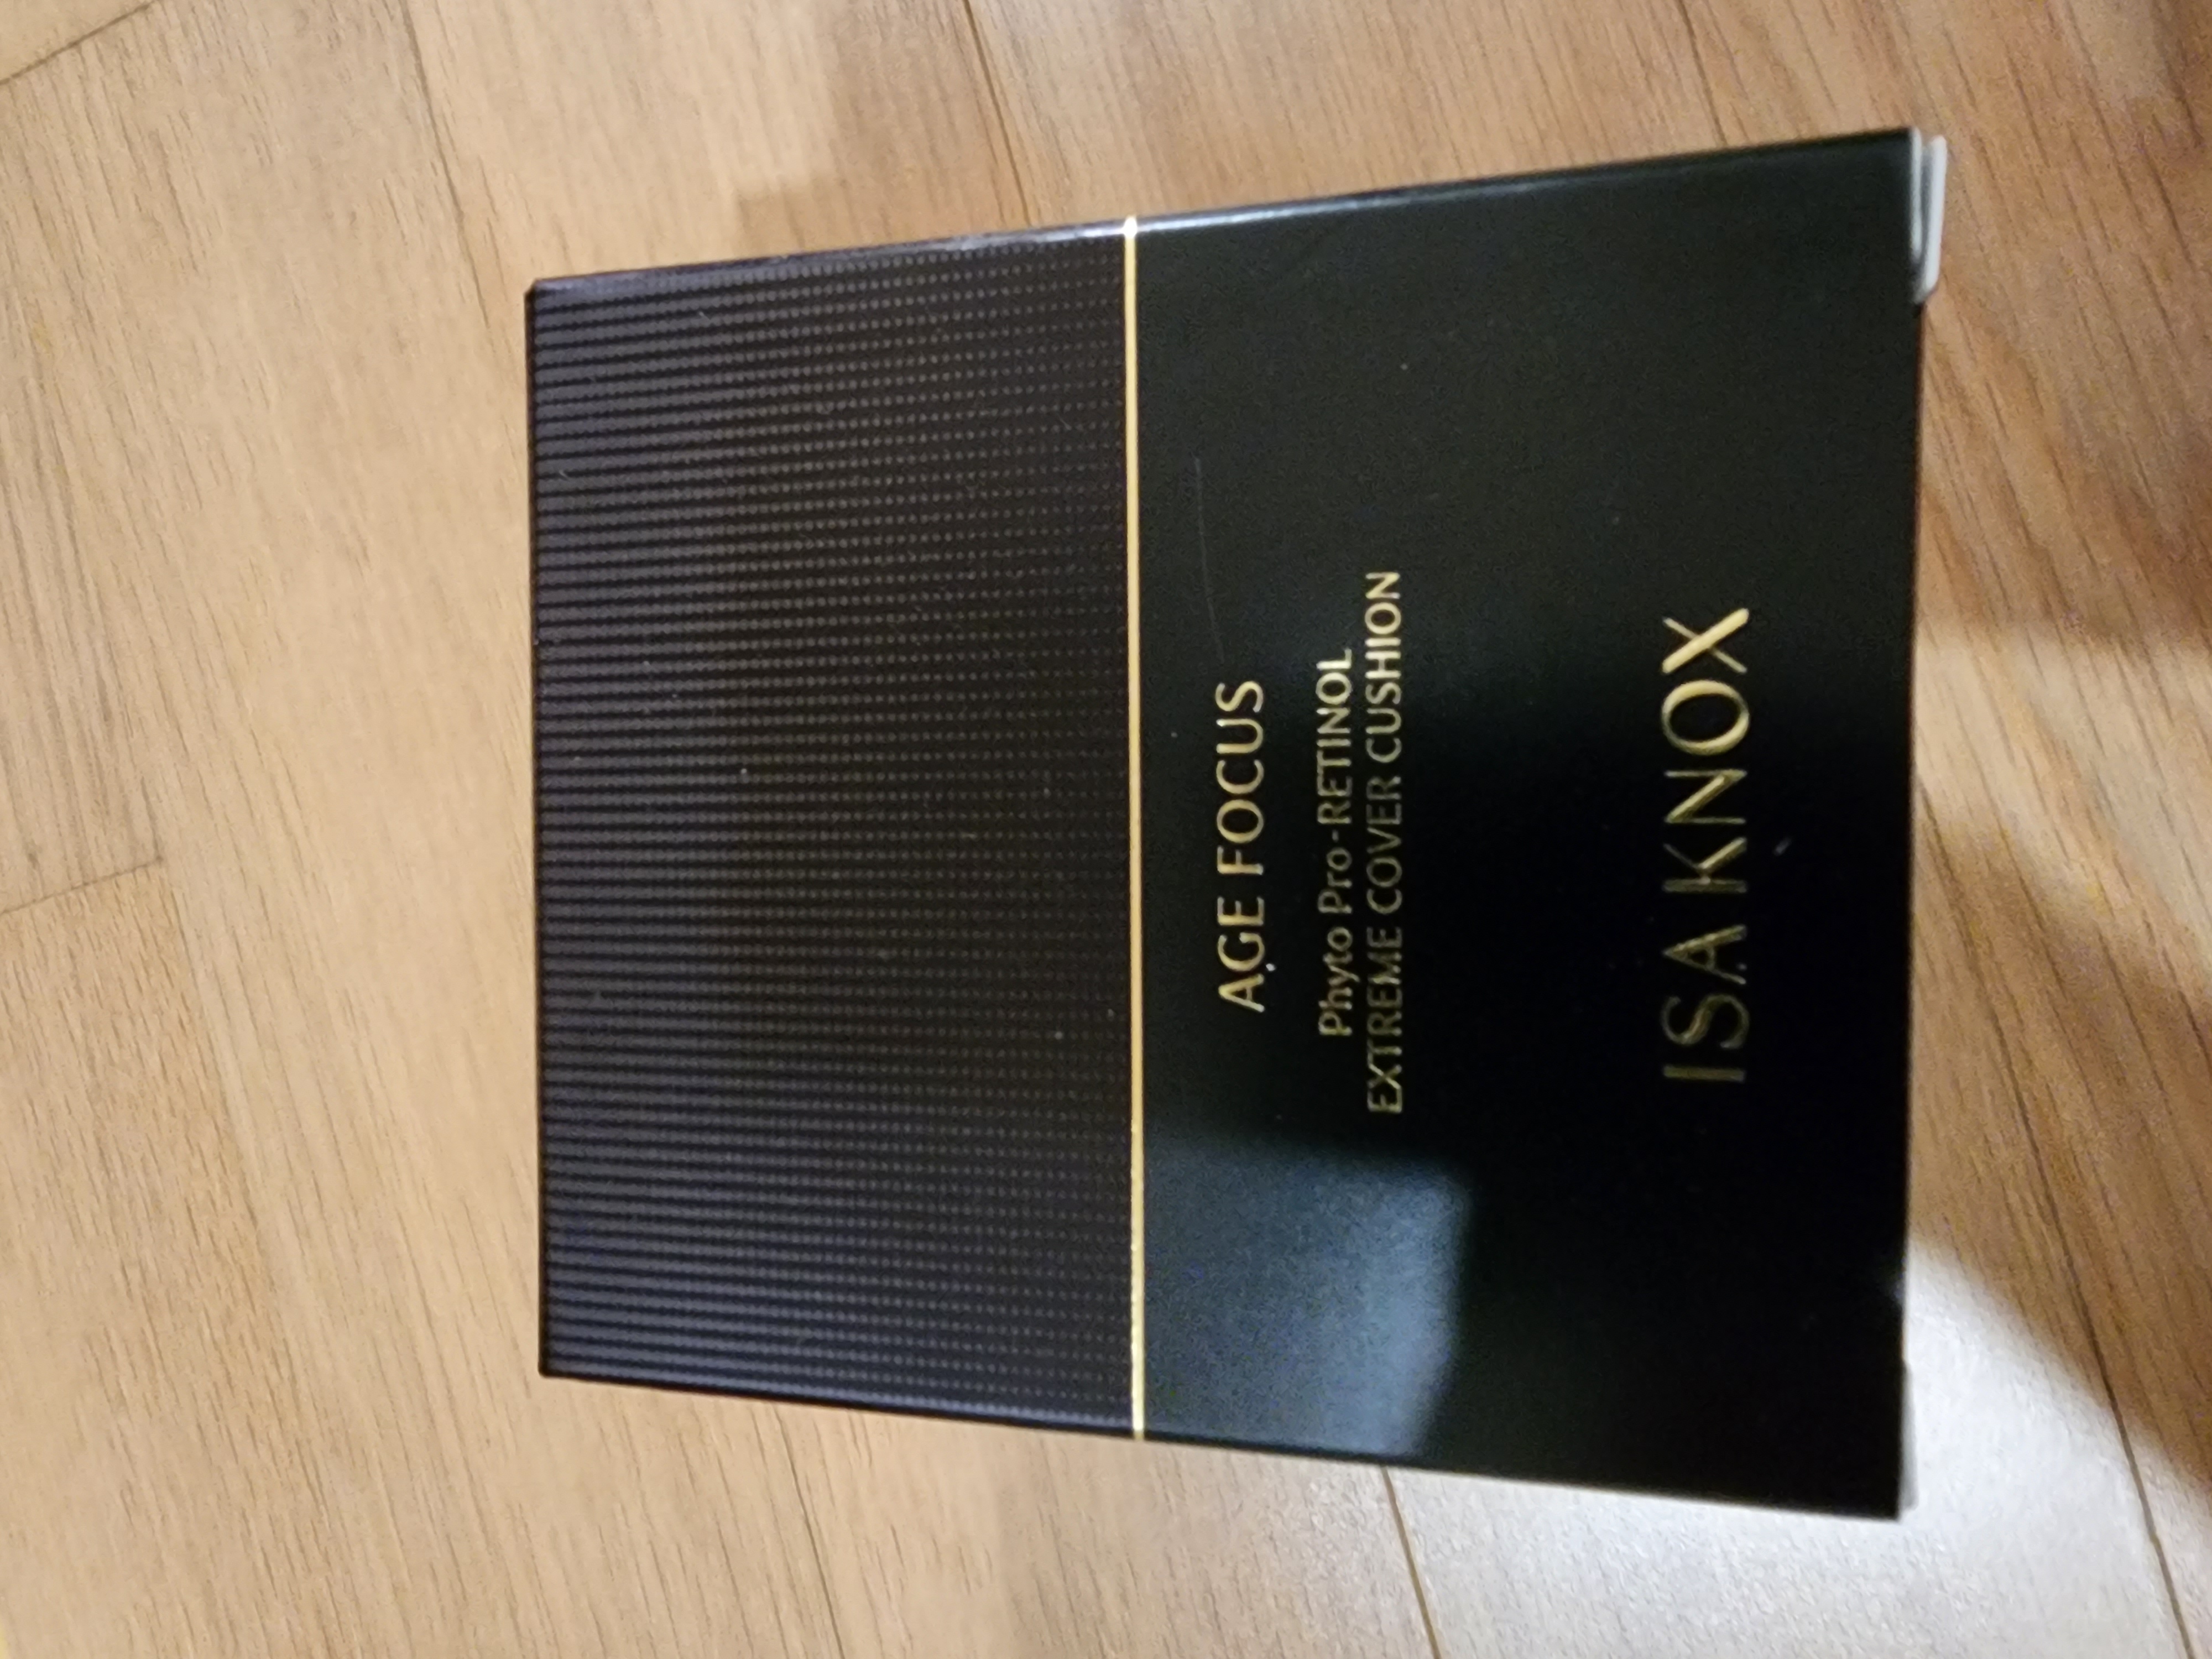 AGE FOCUS
Phyto Pro-RETINOL
EXTREME COVER CUSHION
ISA KNOX